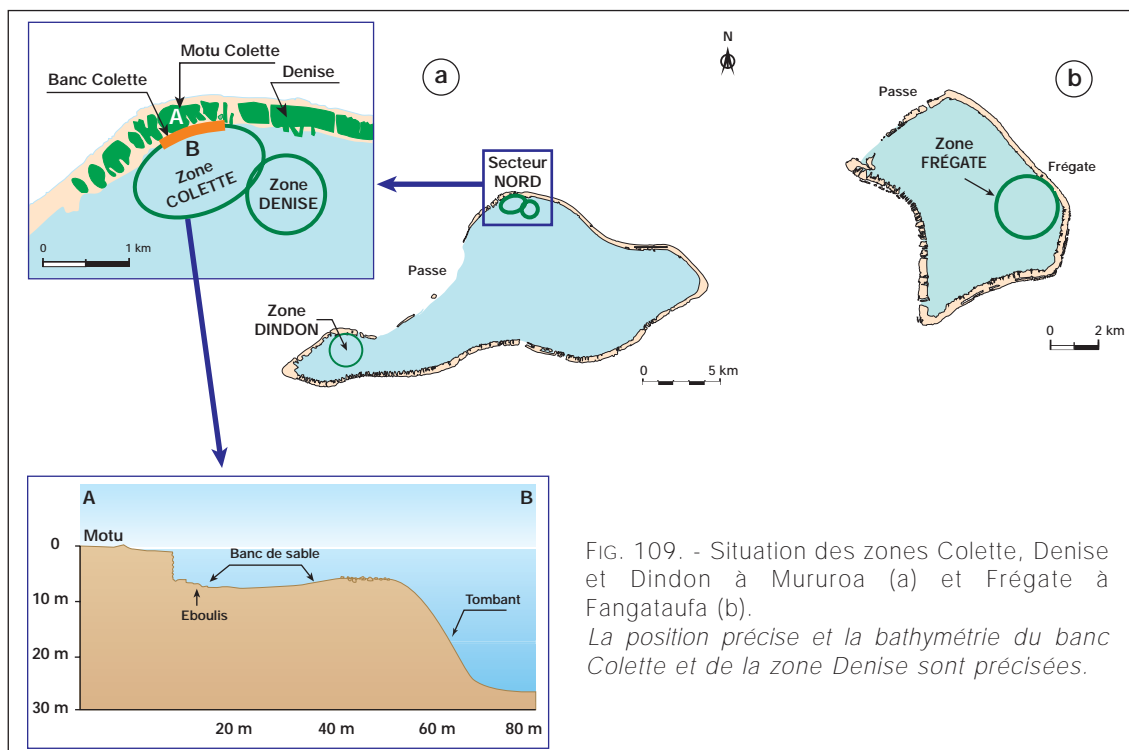 Motu Colette
Banc Colette
Denise
a
N
b
A
B
Zone
COLETTE
Zone
DENISE
0 1 km
Secteur
NORD
Passe
Zone
DINDON
0 5 km
Passe
Zone
FRÉGATE
Frégate
0 2 km
A B
Motu
0
Banc de sable
10 m
Eboulis
Tombant
20 m
30 m
20 m 40 m 60 m 80 m
FIG. 109. - Situation des zones Colette, Denise
et Dindon à Mururoa (a) et Frégate à
Fangataufa (b).
La position précise et la bathymétrie du banc
Colette et de la zone Denise sont précisées.